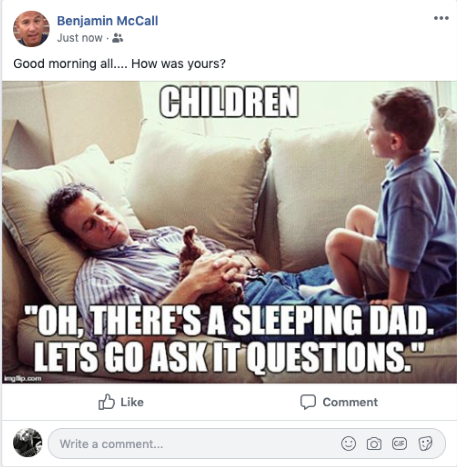 Benjamin McCall
Just now ·
Good morning all.... How was yours?
CHILDREN
"OH, THERE'S A SLEEPING DAD.
LETS GO ASK IT QUESTIONS."
imgflip.com
Like
Comment
Write a comment...
GIF